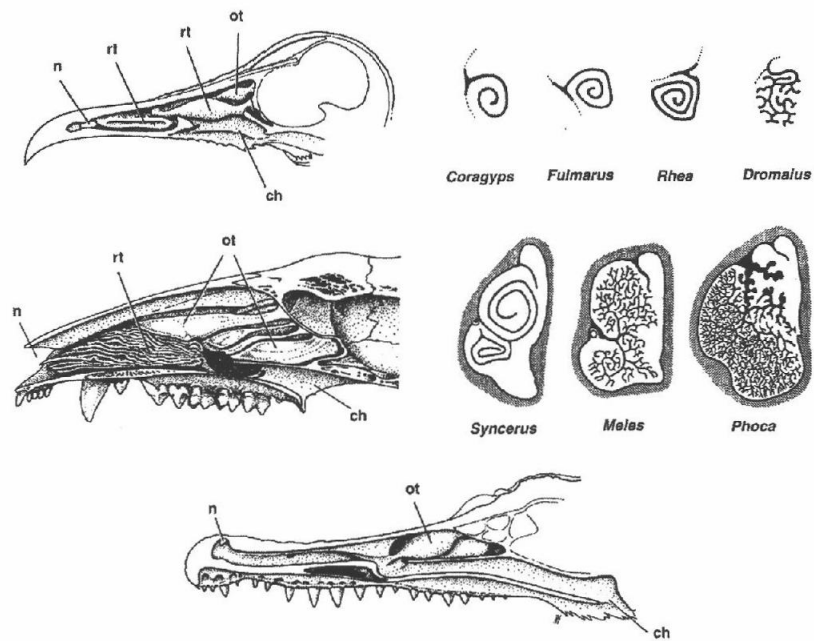 ot
rt
rt
n
ch
Coragyps
Fulmarus
Rhea
Dromaius
ot
rt
n
ch
Syncerus
Meles
Phoca
ot
n
ch